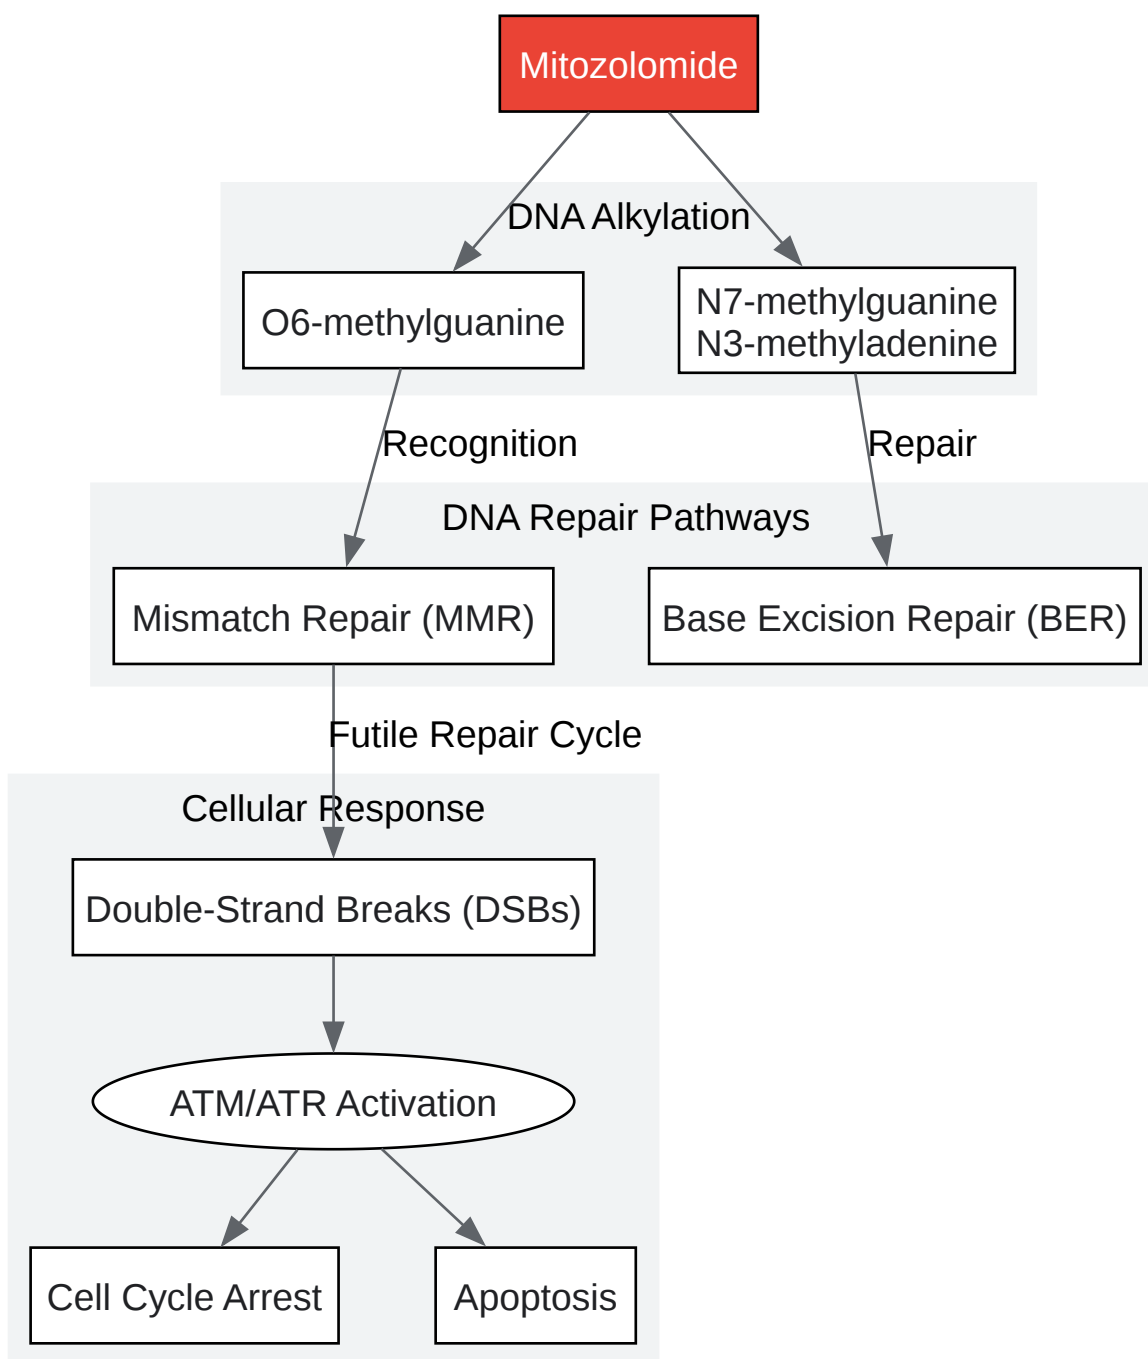 Mitozolomide
DNA Alkylation
O6-methylguanine
N7-methylguanine
N3-methyladenine
Recognition
Repair
DNA Repair Pathways
Mismatch Repair (MMR)
Base Excision Repair (BER)
Futile Repair Cycle
Cellular Response
Double-Strand Breaks (DSBs)
ATM/ATR Activation
Cell Cycle Arrest
Apoptosis